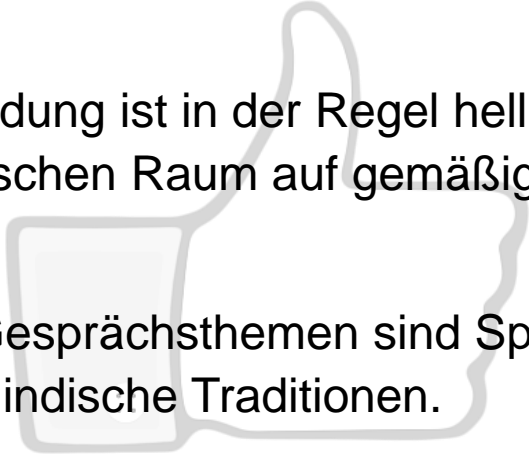 dung ist in der Regel hell
schen Raum auf gemäßig
Gesprächsthemen sind Sp
indische Traditionen.